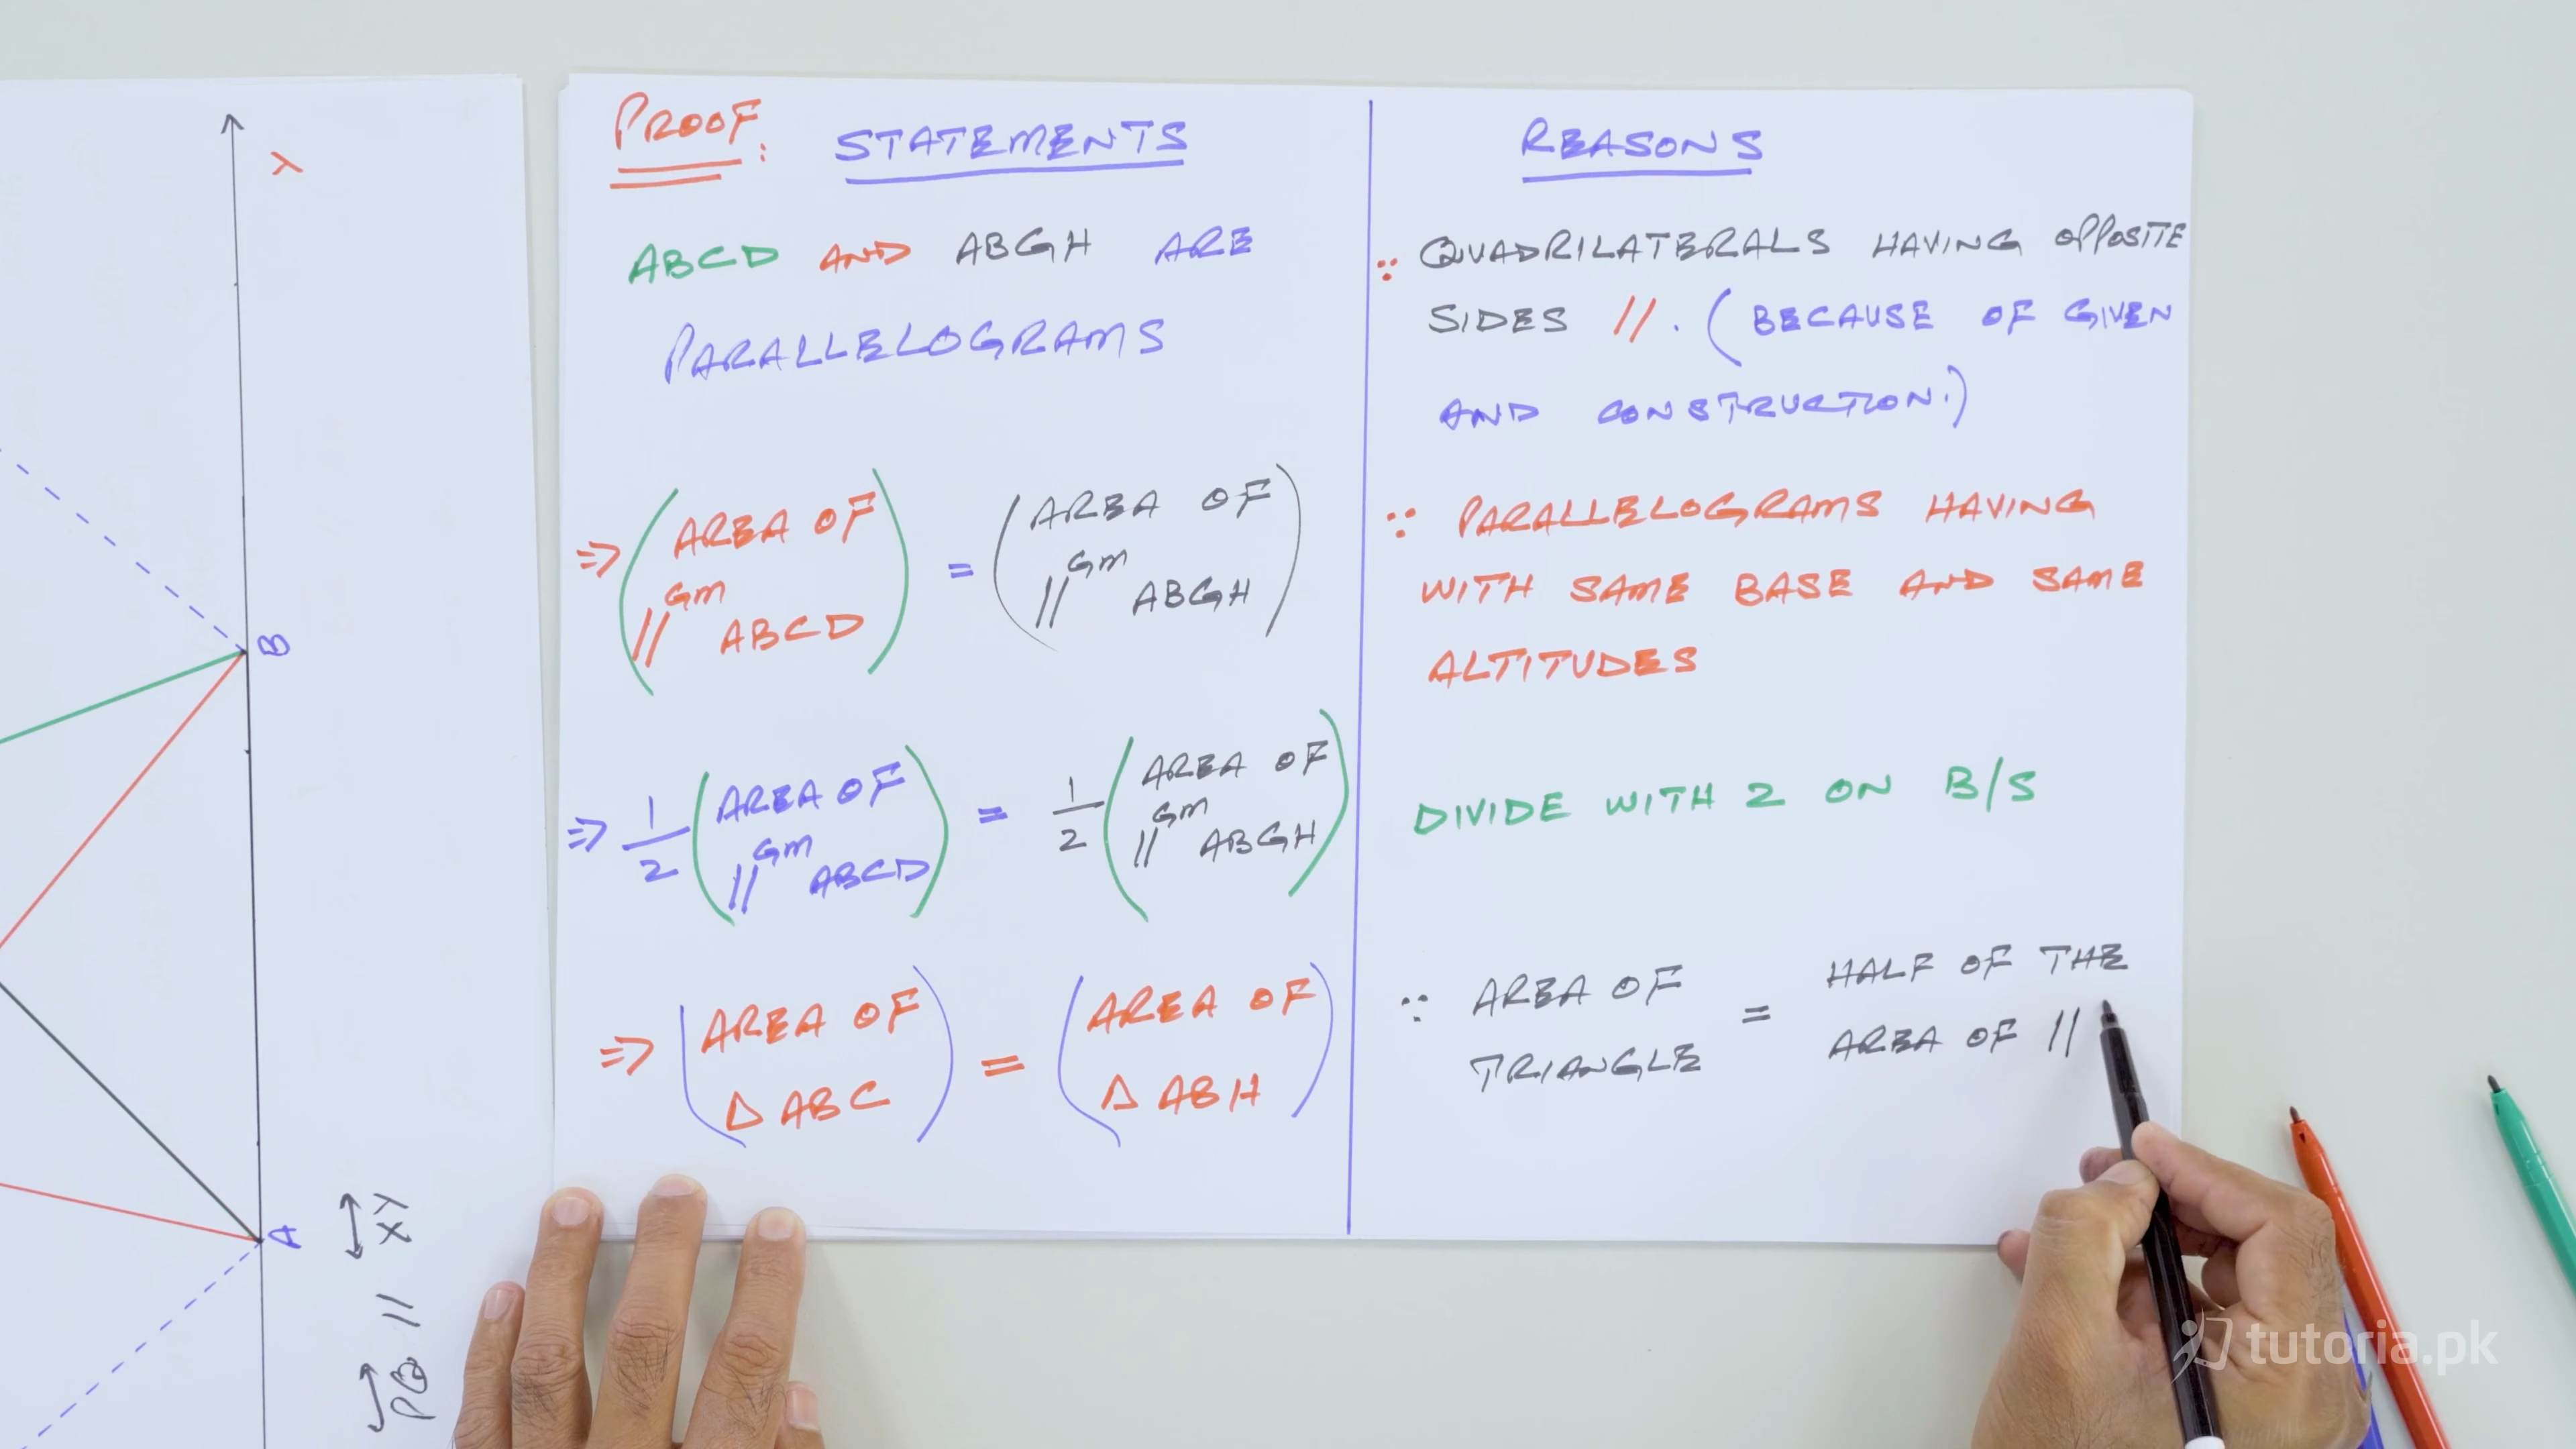 Y
B
A
PQ || XY
PROOF: STATEMENTS
ABCD AND ABGH ARE
PARALLELOGRAMS
⇒ (AREA OF ||GM ABCD) = (AREA OF ||GM ABGH)
⇒ 1/2 (AREA OF ||GM ABCD) = 1/2 (AREA OF ||GM ABGH)
⇒ (AREA OF Δ ABC) = (AREA OF Δ ABH)
REASONS
∵ QUADRILATERALS HAVING OPPOSITE
SIDES //. (BECAUSE OF GIVEN
AND CONSTRUCTION.)
∵ PARALLELOGRAMS HAVING
WITH SAME BASE AND SAME
ALTITUDES
DIVIDE WITH 2 ON B/S
∵ AREA OF TRIANGLE = HALF OF THE AREA OF ||
tutoria.pk